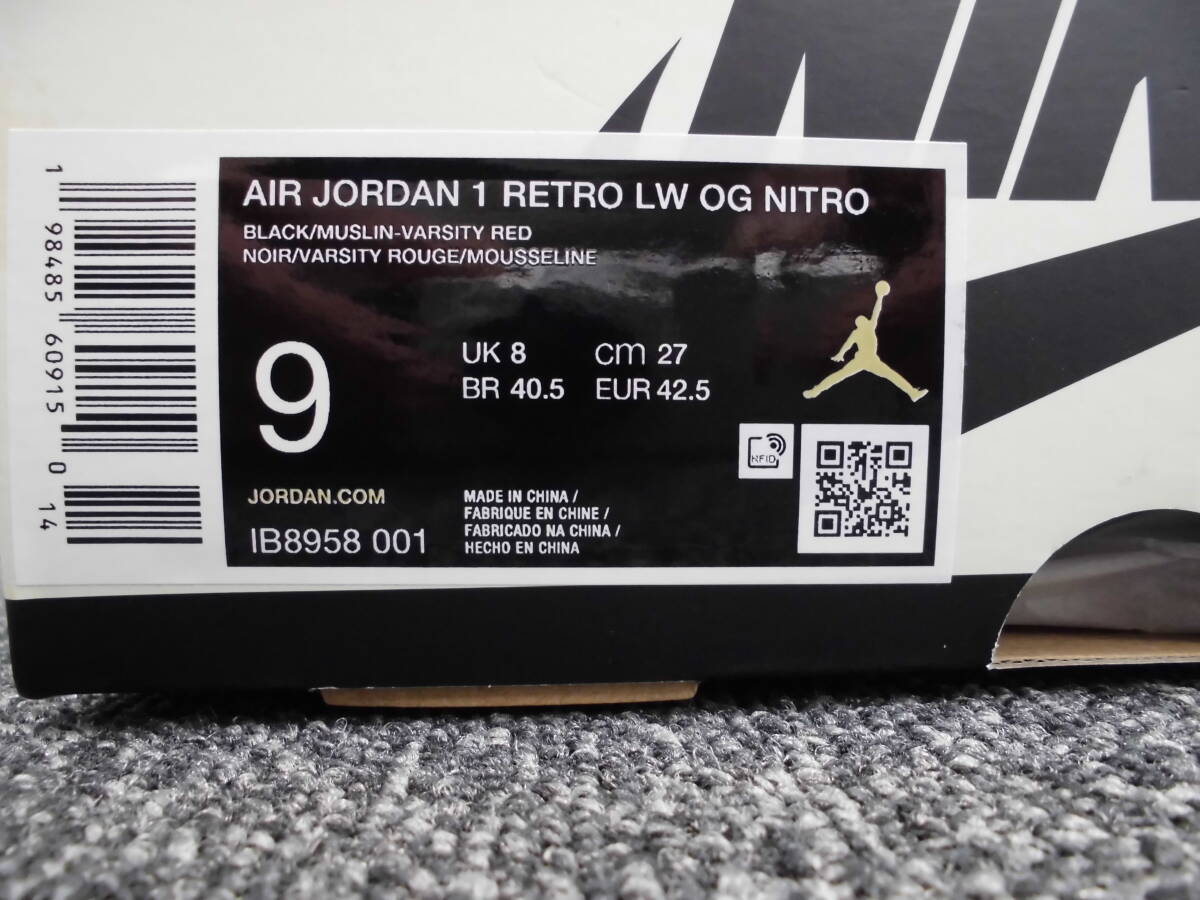 NIK
AIR JORDAN 1 RETRO LW OG NITRO
BLACK/MUSLIN-VARSITY RED
NOIR/VARSITY ROUGE/MOUSSELINE
9
UK 8 cm 27
BR 40.5 EUR 42.5
RFID
JORDAN.COM
IB8958 001
MADE IN CHINA /
FABRIQUE EN CHINE /
FABRICADO NA CHINA /
HECHO EN CHINA
1 98485 60915 0 14